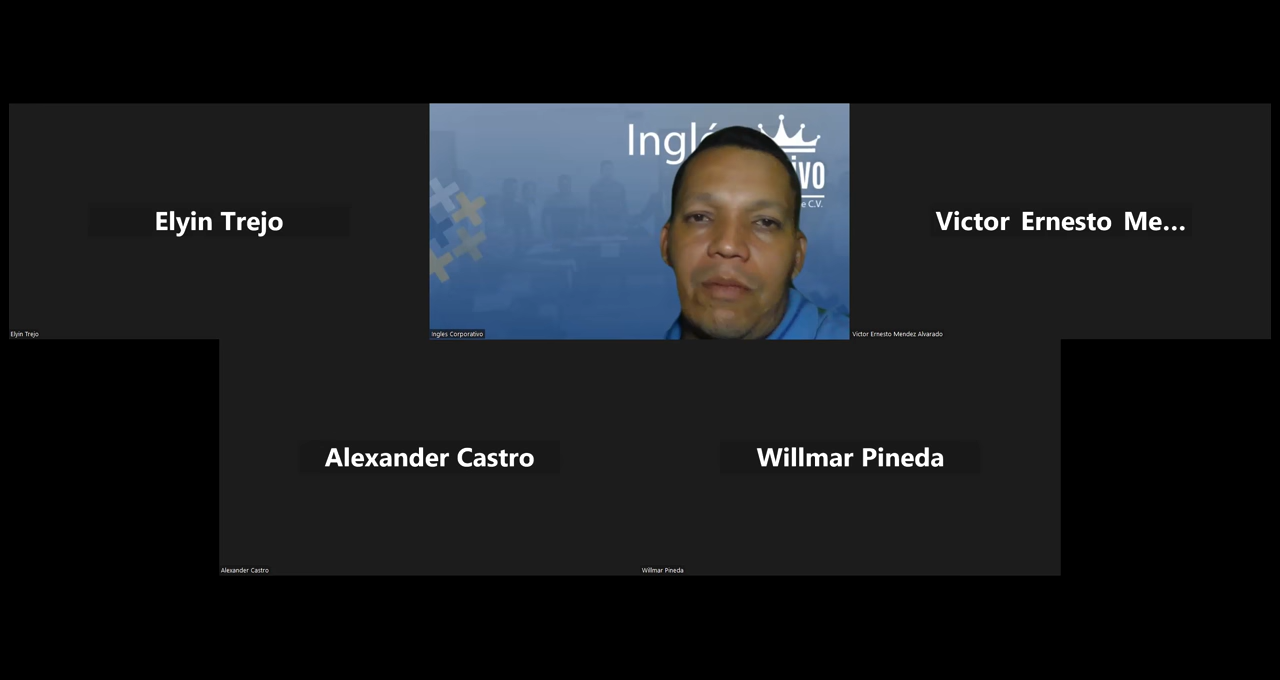 Elyin Trejo
Elyin Trejo
Ingl
e C.V.
Ingles Corporativo
Victor Ernesto Me...
Victor Ernesto Mendez Alvarado
Alexander Castro
Alexander Castro
Willmar Pineda
Willmar Pineda